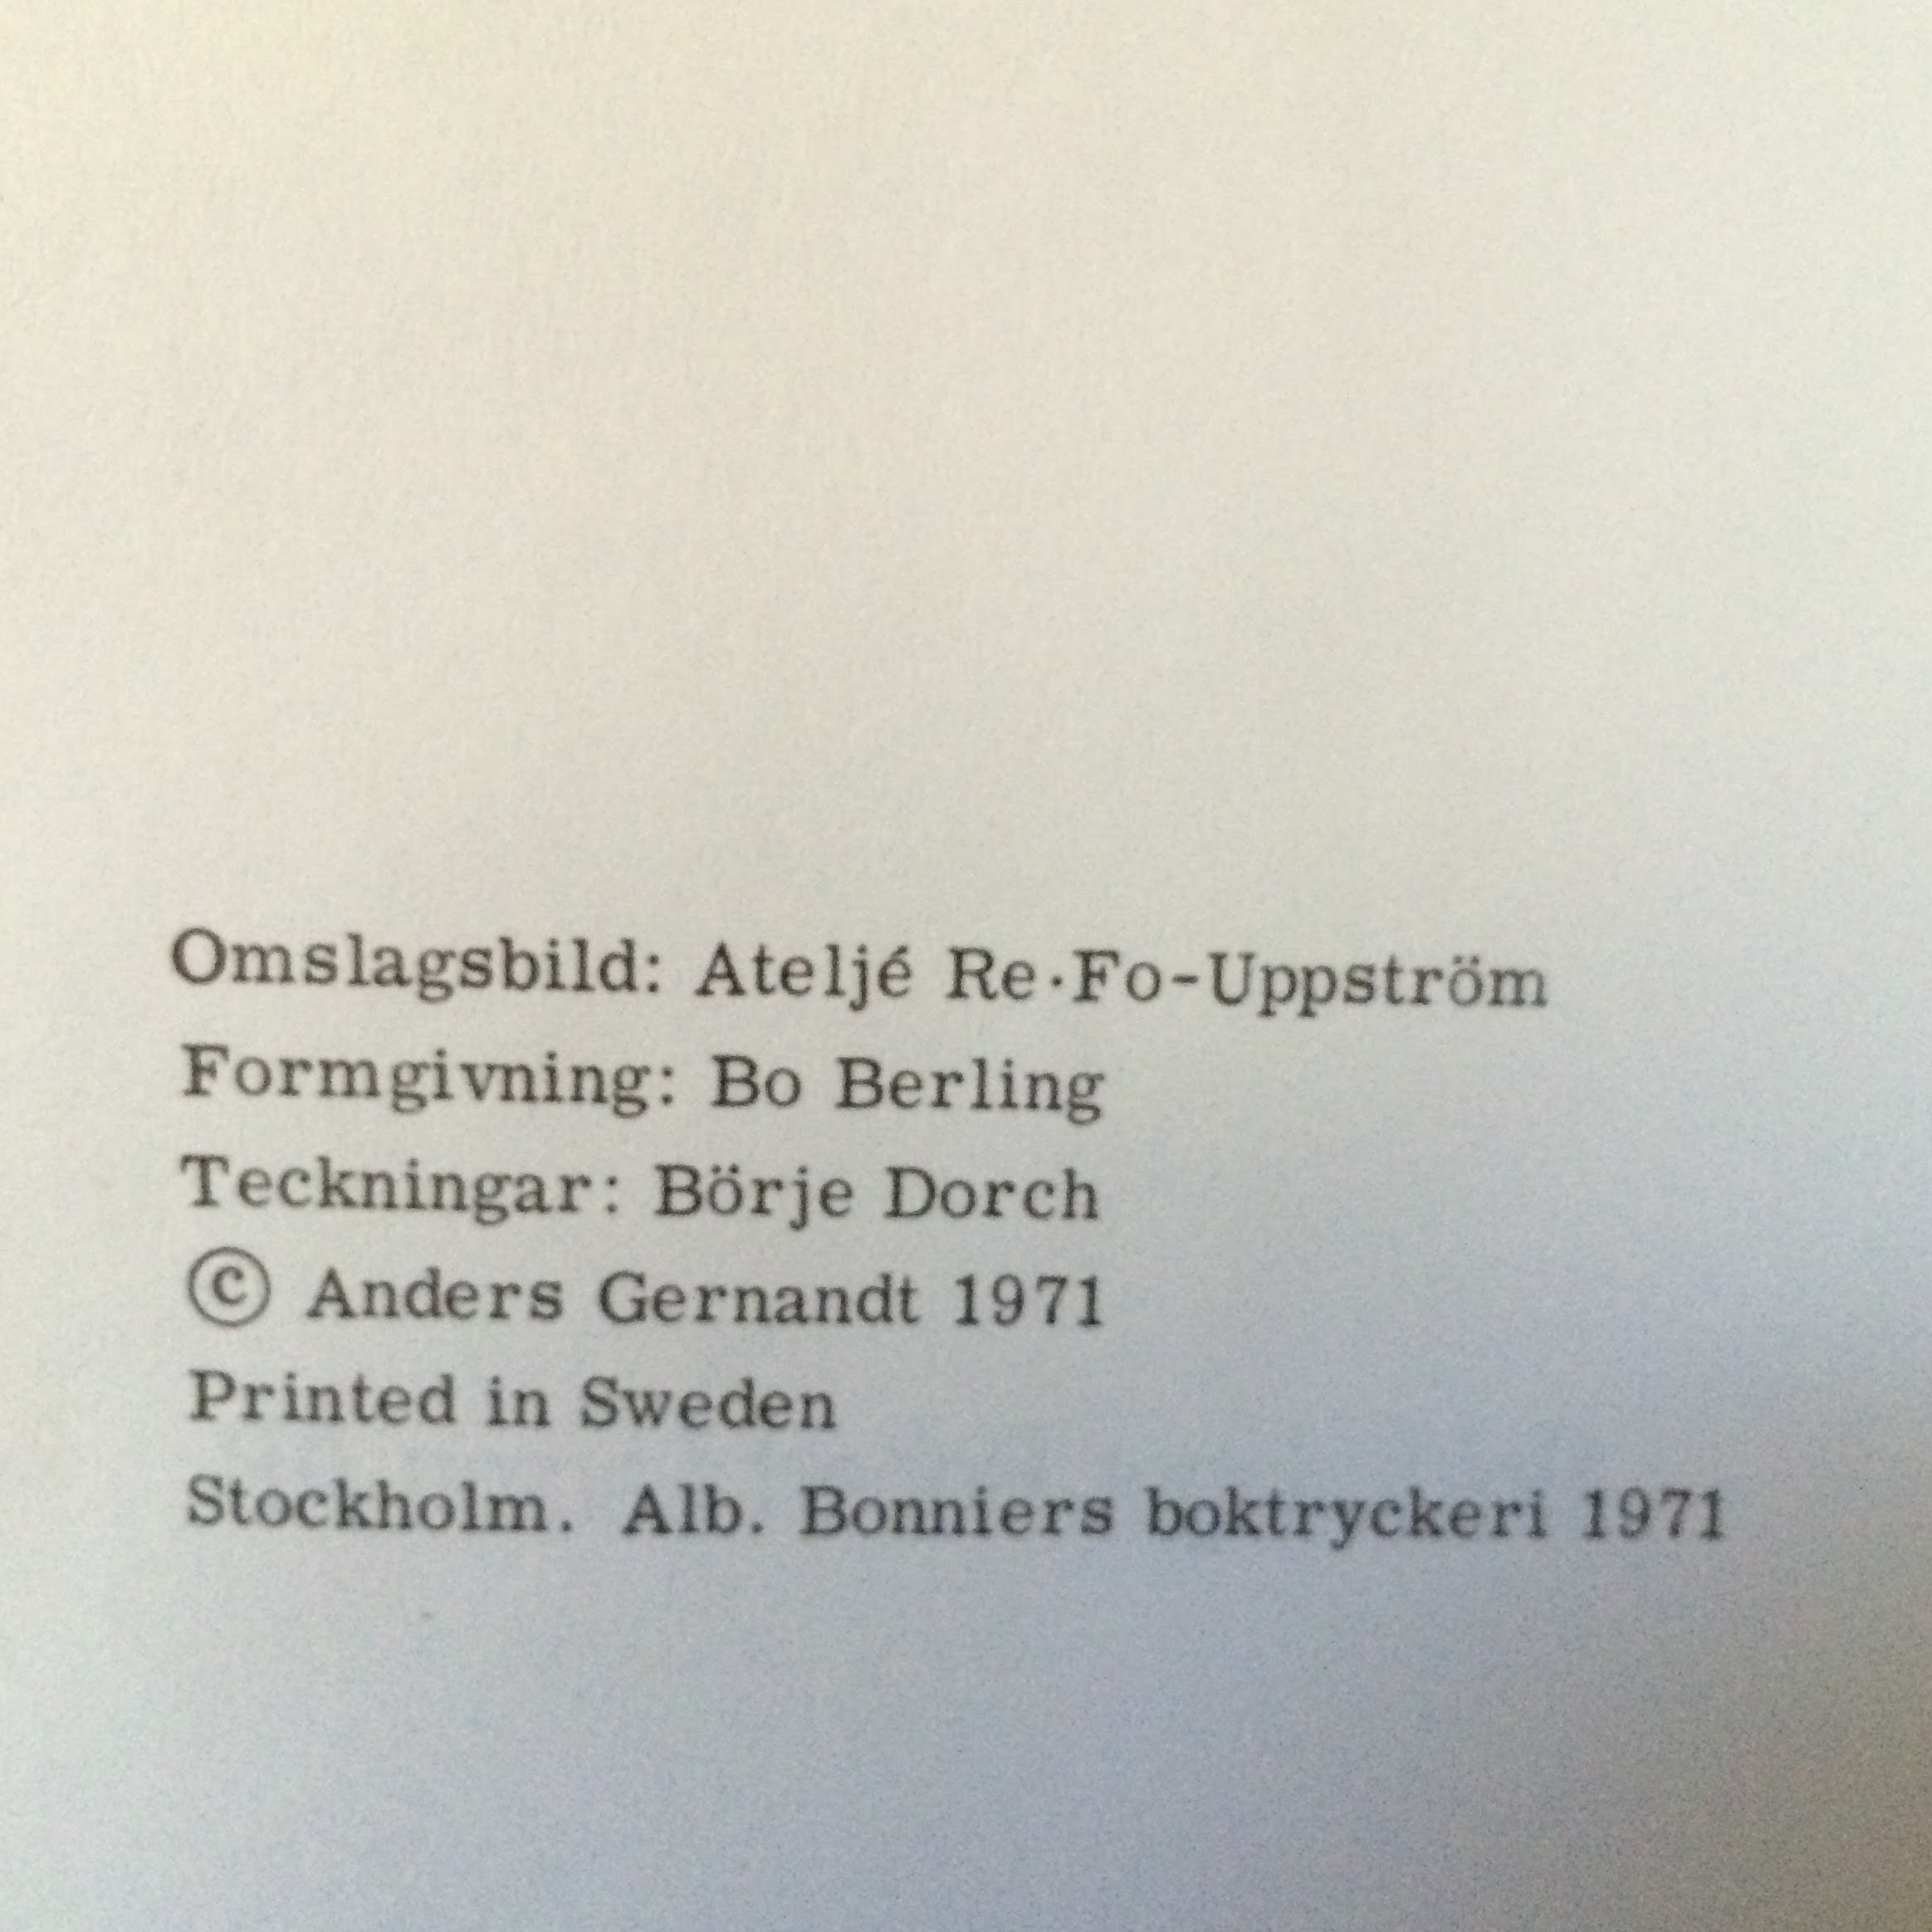 Omslagsbild: Ateljé Re·Fo-Uppström
Formgivning: Bo Berling
Teckningar: Börje Dorch
© Anders Gernandt 1971
Printed in Sweden
Stockholm. Alb. Bonniers boktryckeri 1971